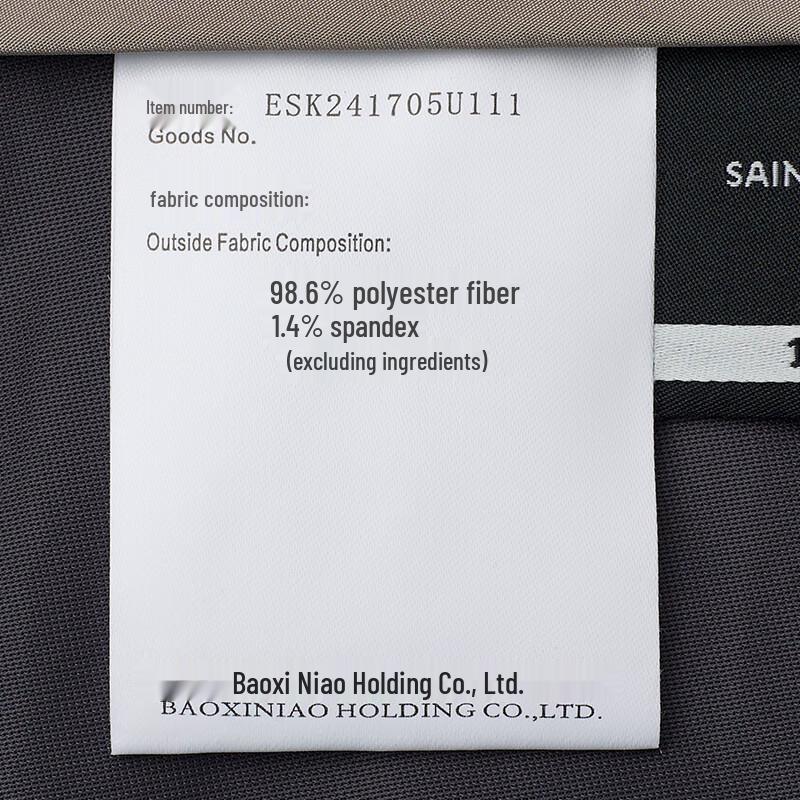 Item number: ESK241705U111
Goods No.
fabric composition:
Outside Fabric Composition:
98.6% polyester fiber
1.4% spandex
(excluding ingredients)
Baoxi Niao Holding Co., Ltd.
BAOXINIAO HOLDING CO.,LTD.
SAIN
1